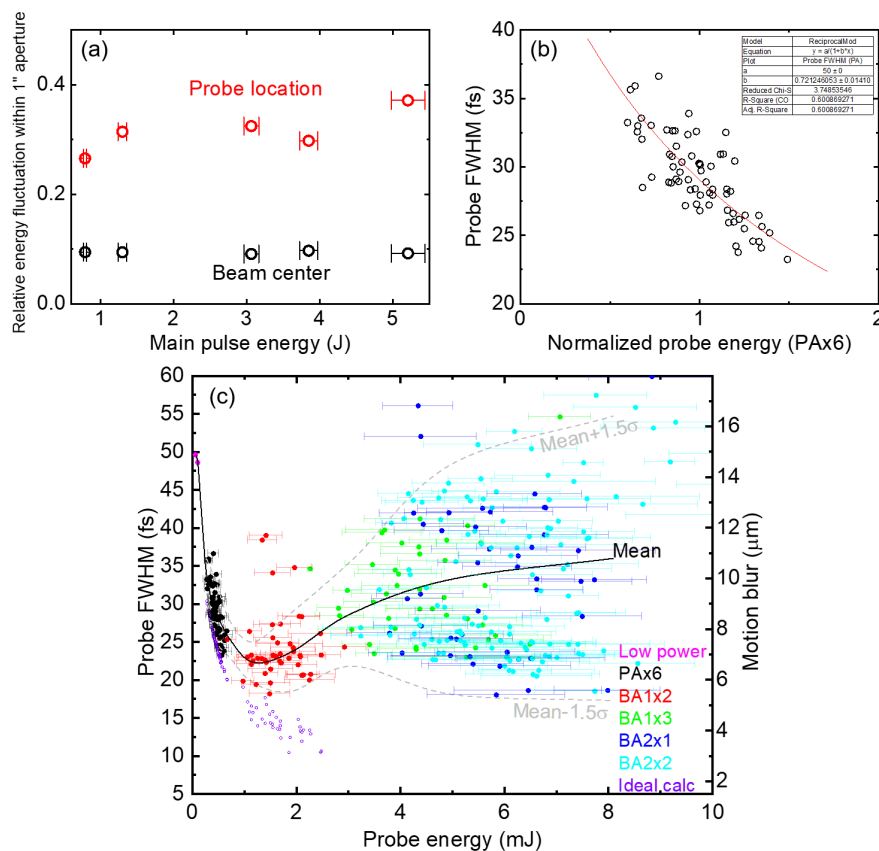 (a)
Probe location
Beam center
Relative energy fluctuation within 1" aperture
0.4
0.2
0.0
1 2 3 4 5
Main pulse energy (J)
(b)
Model ReciprocalMod
Equation y = a/(1+b*x)
Plot Probe FWHM (PA)
a 50 ± 0
b 0.721246053 ± 0.01410
Reduced Chi-S 3.74853546
R-Square (CO 0.600869271
Adj. R-Square 0.600869271
Probe FWHM (fs)
40
35
30
25
20
0 1 2
Normalized probe energy (PAx6)
(c)
Mean+1.5σ
Mean
Mean-1.5σ
Low power
PAx6
BA1x2
BA1x3
BA2x1
BA2x2
Ideal calc
Probe FWHM (fs)
60
55
50
45
40
35
30
25
20
15
10
5
0 2 4 6 8 10
Probe energy (mJ)
16
14
12
10
8
6
4
2
Motion blur (μm)